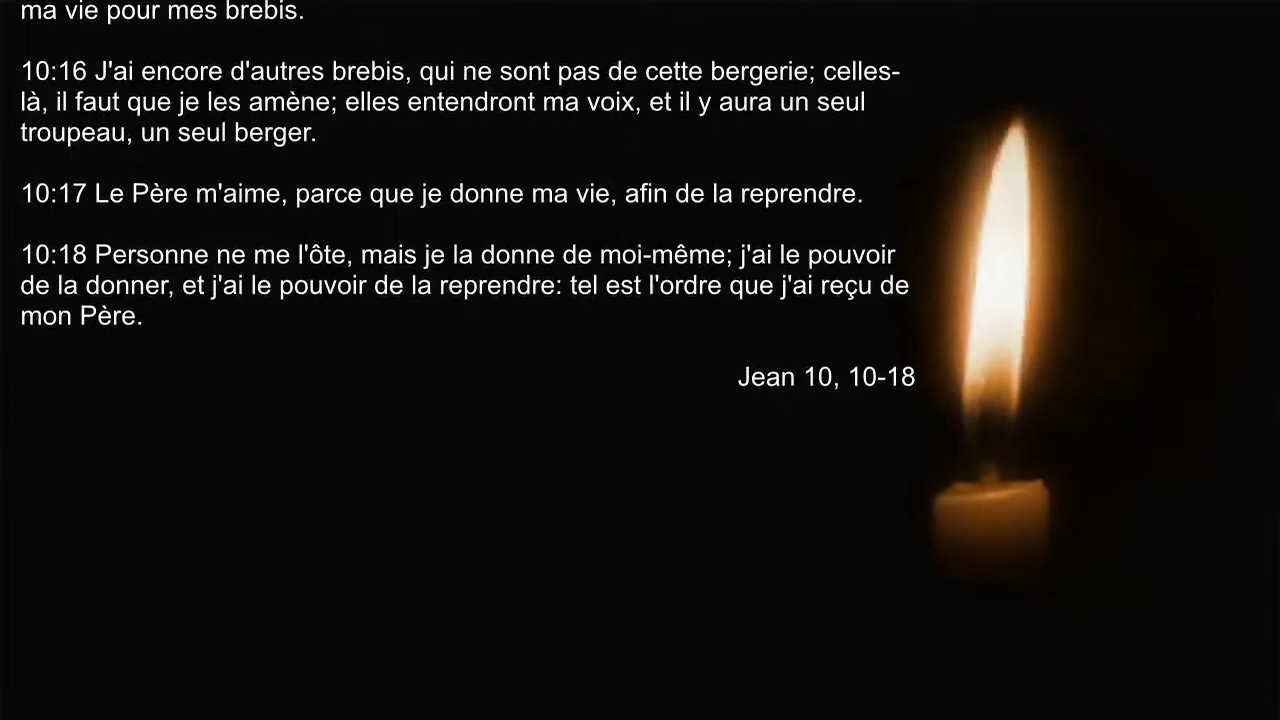 ma vie pour mes brebis.
10:16 J'ai encore d'autres brebis, qui ne sont pas de cette bergerie; celles-
là, il faut que je les amène; elles entendront ma voix, et il y aura un seul
troupeau, un seul berger.
10:17 Le Père m'aime, parce que je donne ma vie, afin de la reprendre.
10:18 Personne ne me l'ôte, mais je la donne de moi-même; j'ai le pouvoir
de la donner, et j'ai le pouvoir de la reprendre: tel est l'ordre que j'ai reçu de
mon Père.
Jean 10, 10-18